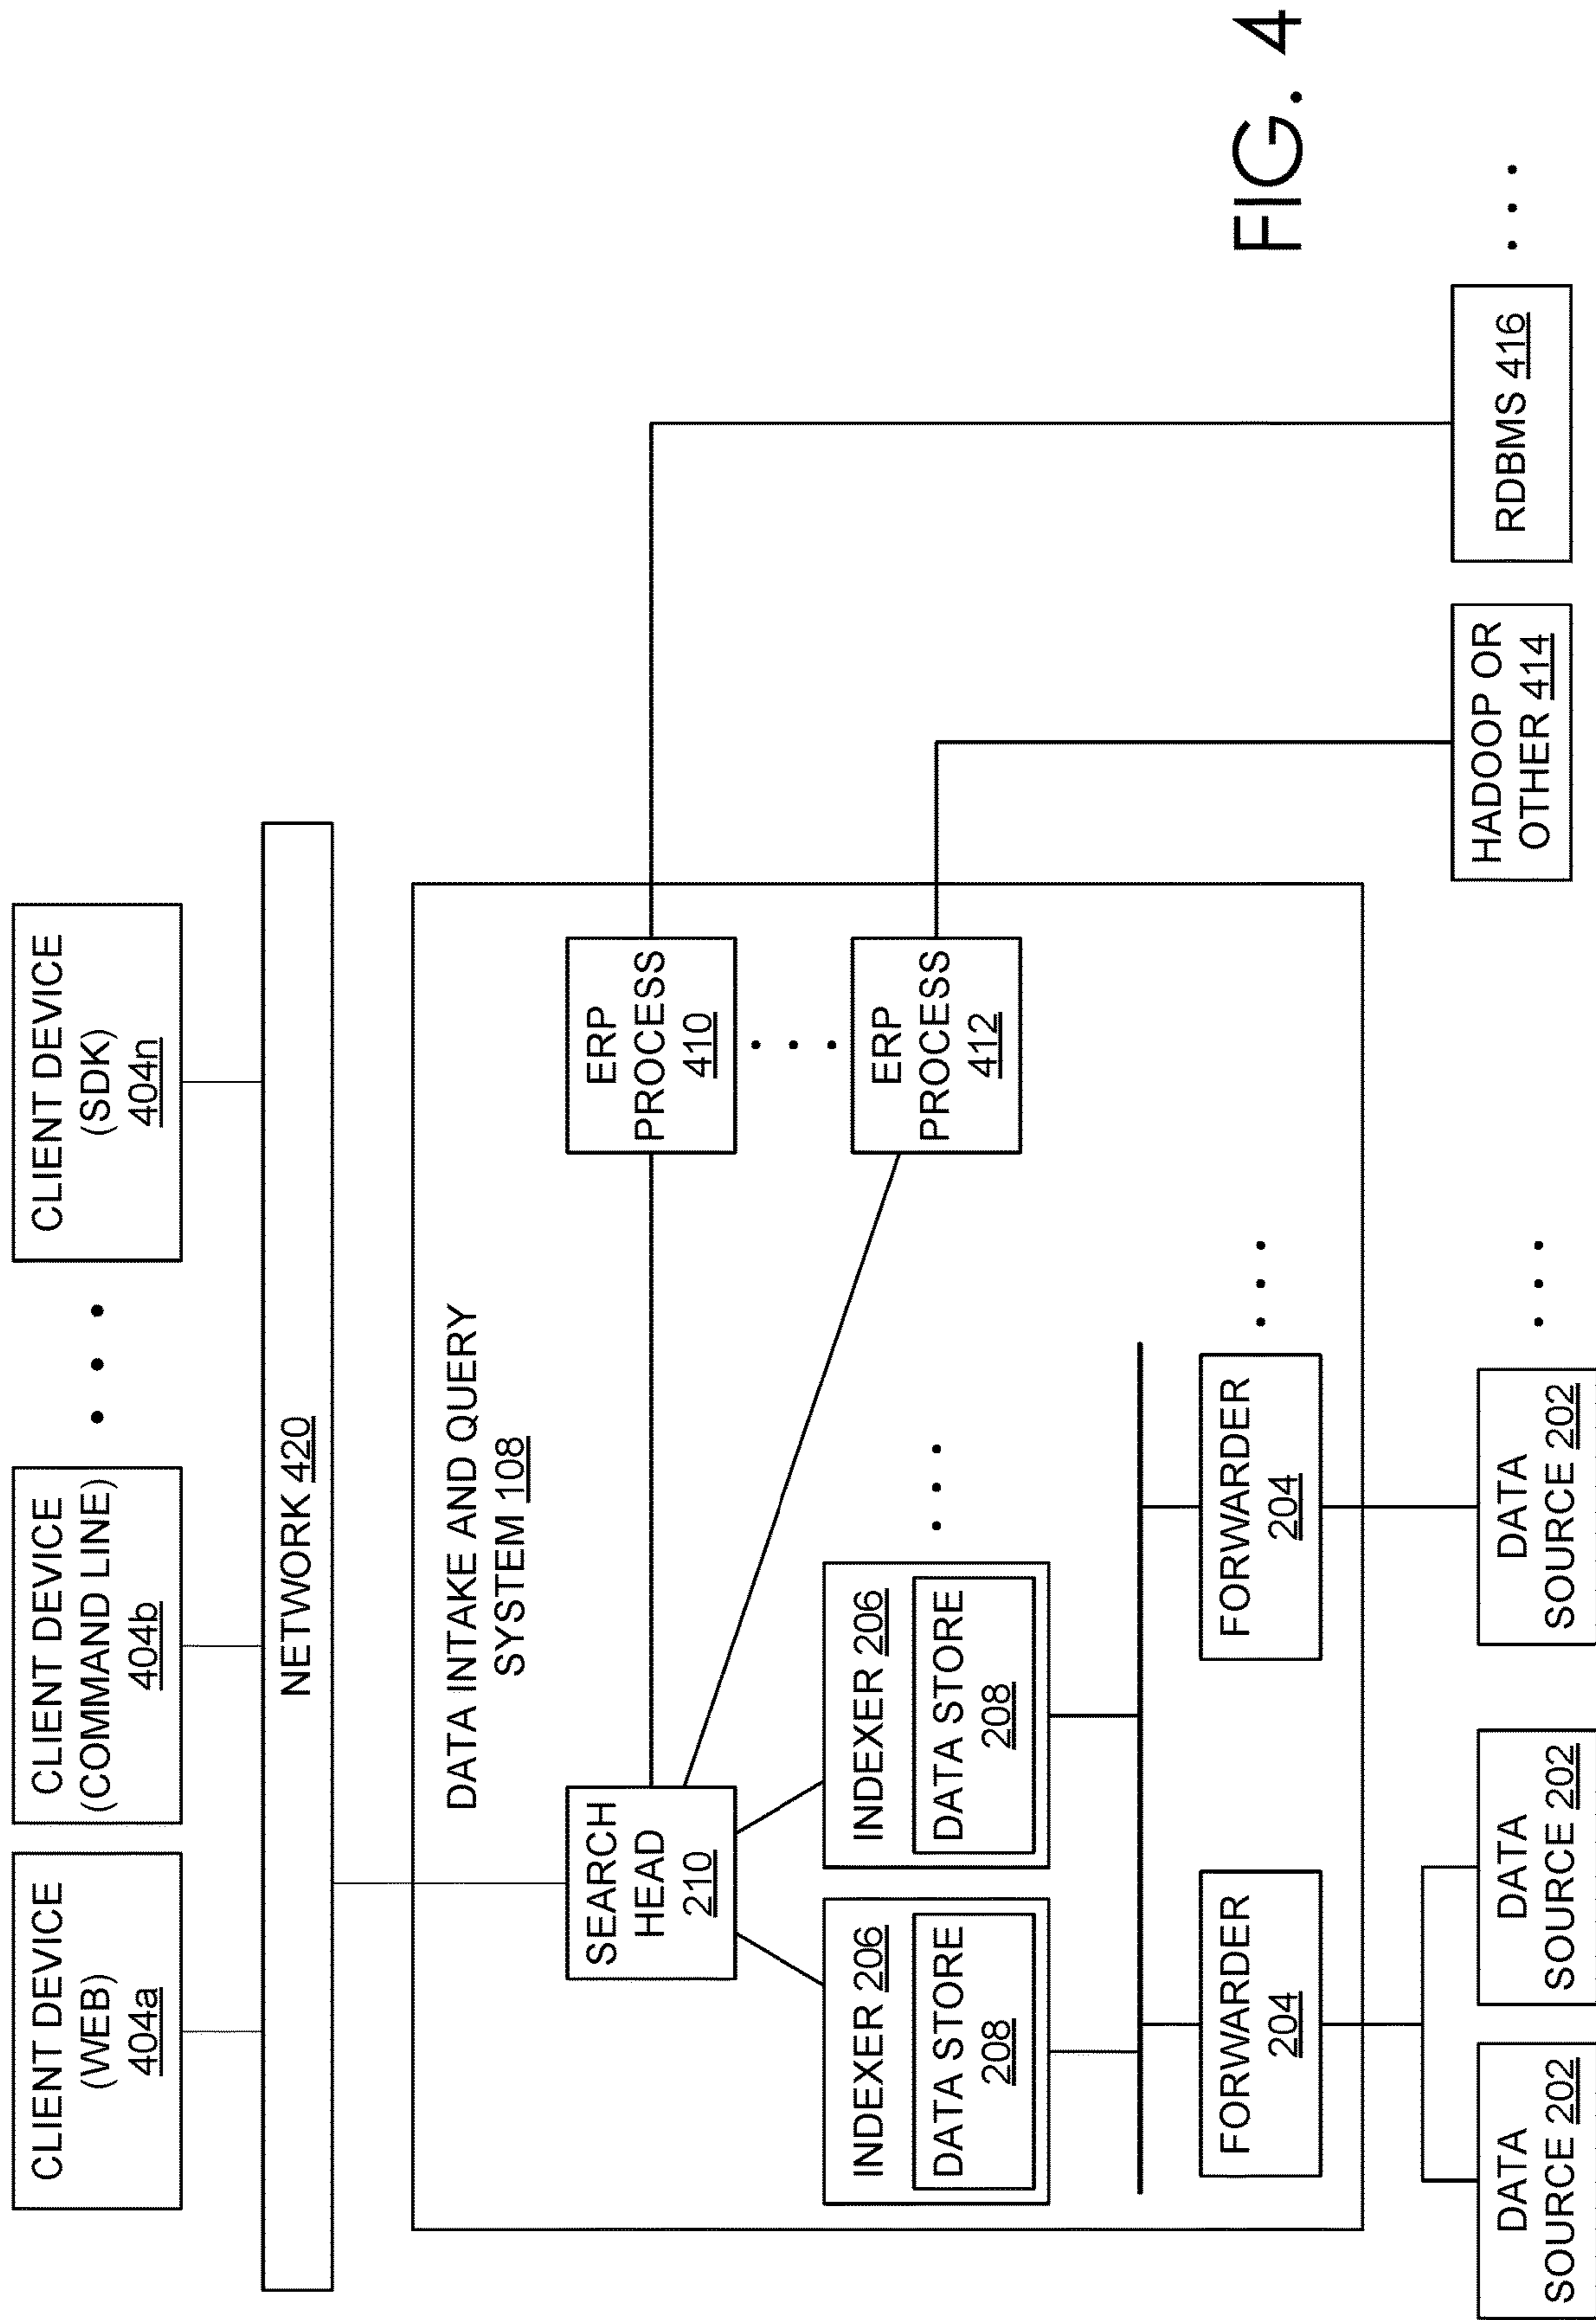 CLIENT DEVICE
(WEB)
404a
CLIENT DEVICE
(COMMAND LINE)
404b
CLIENT DEVICE
(SDK)
404n
NETWORK 420
DATA INTAKE AND QUERY
SYSTEM 108
SEARCH
HEAD
210
ERP
PROCESS
410
ERP
PROCESS
412
INDEXER 206
DATA STORE
208
INDEXER 206
DATA STORE
208
FORWARDER
204
FORWARDER
204
DATA
SOURCE 202
DATA
SOURCE 202
DATA
SOURCE 202
HADOOP OR
OTHER 414
RDBMS 416
FIG. 4